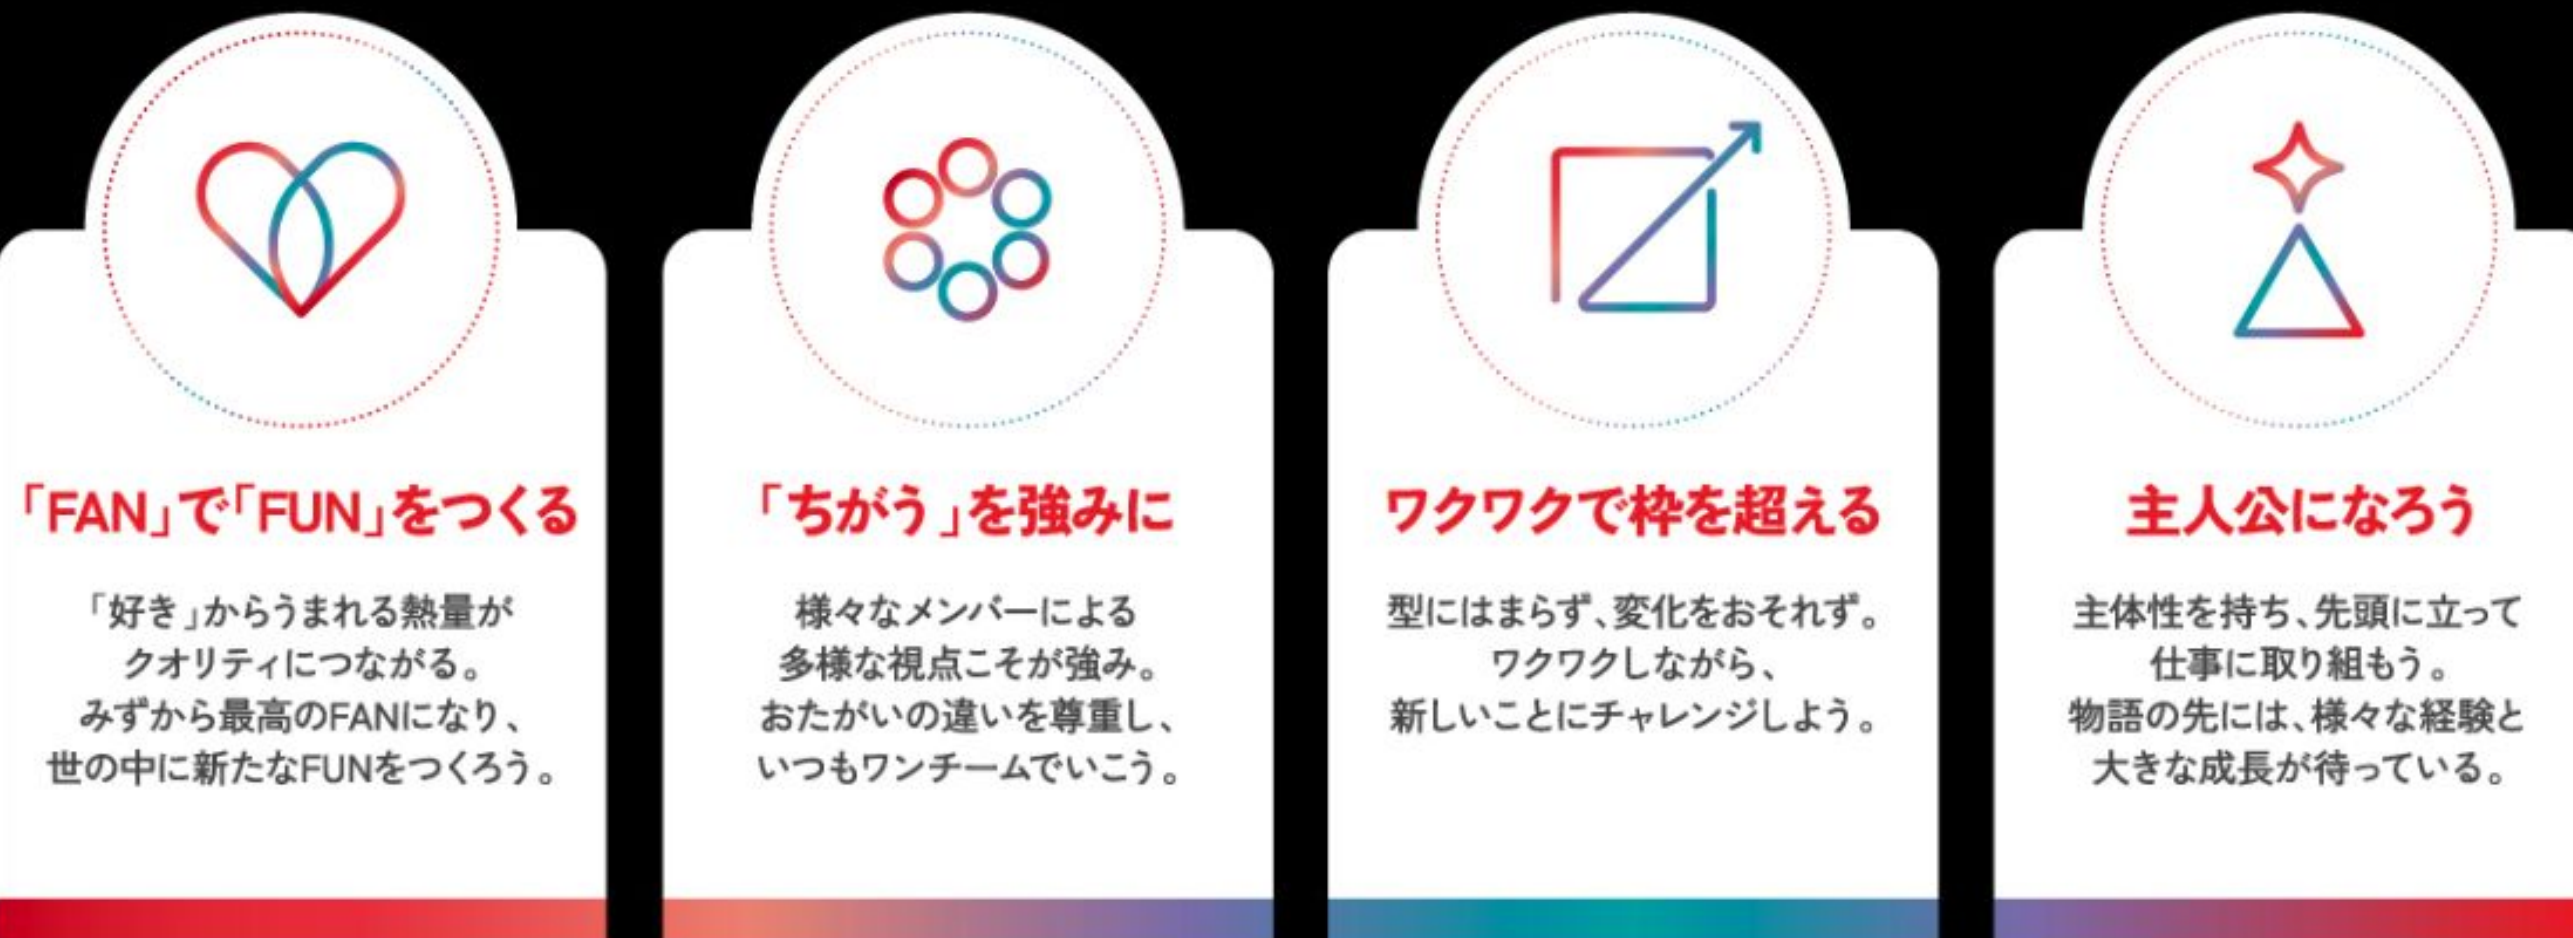 「FAN」で「FUN」をつくる
「好き」からうまれる熱量が
クオリティにつながる。
みずから最高のFANになり、
世の中に新たなFUNをつくろう。
「ちがう」を強みに
様々なメンバーによる
多様な視点こそが強み。
おたがいの違いを尊重し、
いつもワンチームでいこう。
ワクワクで枠を超える
型にはまらず、変化をおそれず。
ワクワクしながら、
新しいことにチャレンジしよう。
主人公になろう
主体性を持ち、先頭に立って
仕事に取り組もう。
物語の先には、様々な経験と
大きな成長が待っている。